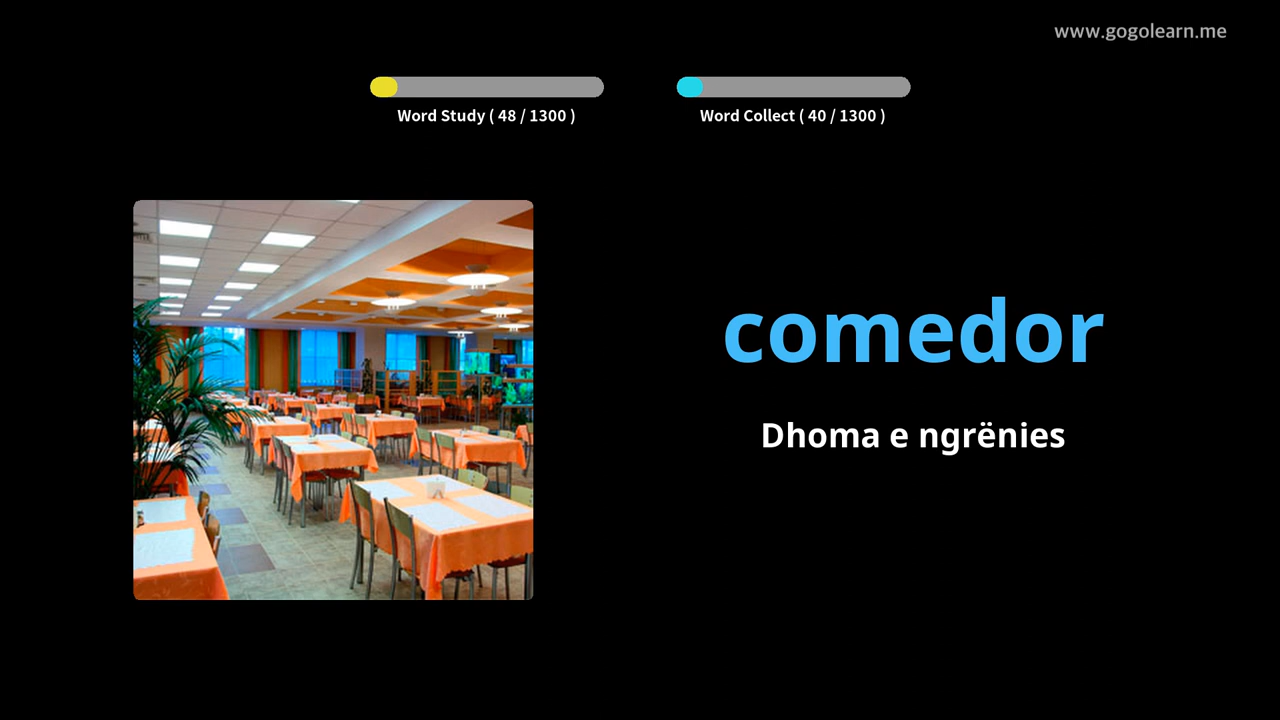 www.gogolearn.me
Word Study ( 48 / 1300 )
Word Collect ( 40 / 1300 )
comedor
Dhoma e ngrënies